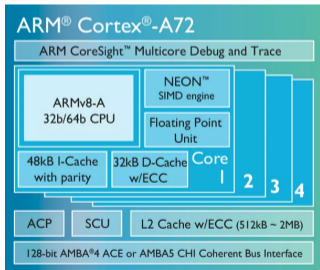 ARM® Cortex®-A72
ARM CoreSight™ Multicore Debug and Trace
ARMv8-A
32b/64b CPU
NEON™
SIMD engine
Floating Point
Unit
48kB I-Cache
with parity
32kB D-Cache
w/ECC
Core
1
2
3
4
ACP
SCU
L2 Cache w/ECC (512kB ~ 2MB)
128-bit AMBA®4 ACE or AMBA5 CHI Coherent Bus Interface